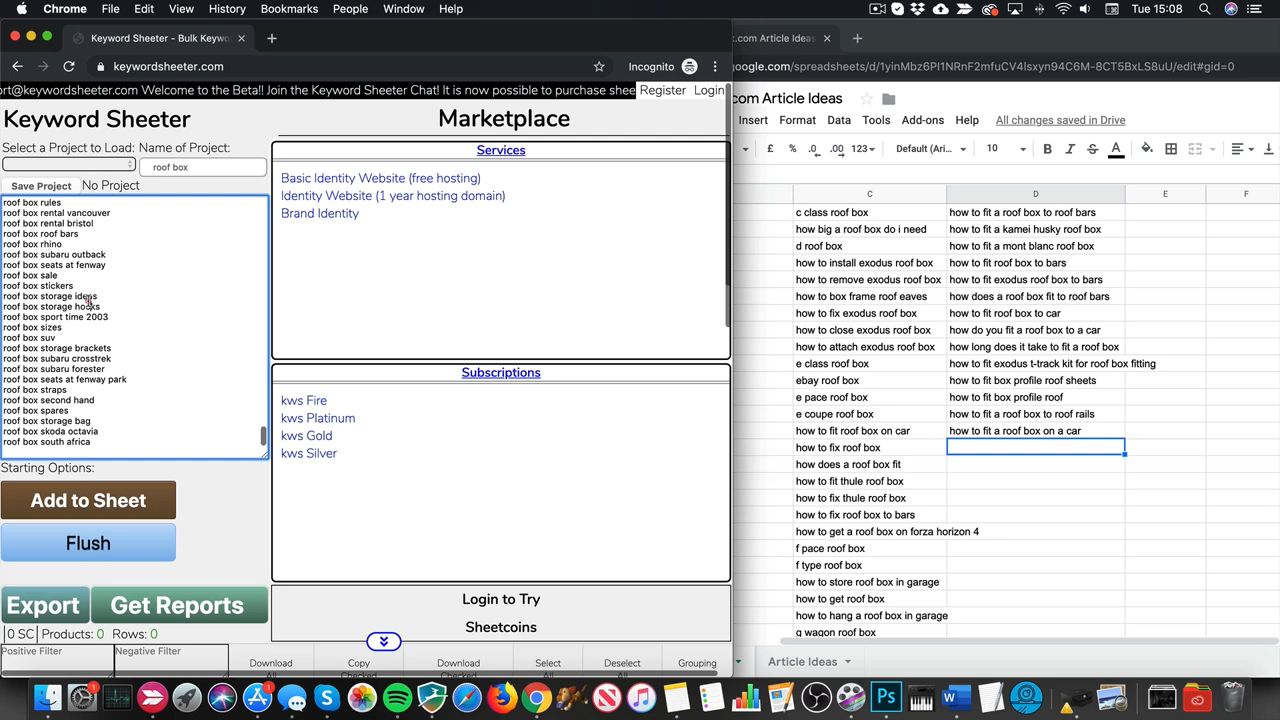 Chrome File Edit View History Bookmarks People Window Help Tue 15:08
Keyword Sheeter - Bulk Keywo
.com Article Ideas
keywordsheeter.com Incognito
google.com/spreadsheets/d/1yinMbz6PI1NRnF2mfuCV4lsxyn94C6M-8CT5BxLS8uU/edit#gid=0
ort@keywordsheeter.com Welcome to the Beta!! Join the Keyword Sheeter Chat! It is now possible to purchase shee Register Login
Keyword Sheeter
Select a Project to Load: Name of Project:
roof box
Save Project No Project
roof box rules
roof box rental vancouver
roof box rental bristol
roof box roof bars
roof box rhino
roof box subaru outback
roof box seats at fenway
roof box sale
roof box stickers
roof box storage ideas
roof box storage hooks
roof box sport time 2003
roof box sizes
roof box suv
roof box storage brackets
roof box subaru crosstrek
roof box subaru forester
roof box seats at fenway park
roof box straps
roof box second hand
roof box spares
roof box storage bag
roof box skoda octavia
roof box south africa
Starting Options:
Add to Sheet
Flush
Export Get Reports
0 SC Products: 0 Rows: 0
Positive Filter Negative Filter
Marketplace
Services
Basic Identity Website (free hosting)
Identity Website (1 year hosting domain)
Brand Identity
Subscriptions
kws Fire
kws Platinum
kws Gold
kws Silver
Login to Try
Sheetcoins
Download Copy Download Select Deselect Grouping
All Checked Checked All All
.com Article Ideas
Insert Format Data Tools Add-ons Help All changes saved in Drive
£ % .0 .00 123 Default (Ari... 10 B I S A
C D E F
c class roof box how to fit a roof box to roof bars
how big a roof box do i need how to fit a kamei husky roof box
d roof box how to fit a mont blanc roof box
how to install exodus roof box how to fit roof box to bars
how to remove exodus roof box how to fit exodus roof box to bars
how to box frame roof eaves how does a roof box fit to roof bars
how to fix exodus roof box how to fit roof box to car
how to close exodus roof box how do you fit a roof box to a car
how to attach exodus roof box how long does it take to fit a roof box
e class roof box how to fit exodus t-track kit for roof box fitting
ebay roof box how to fit box profile roof sheets
e pace roof box how to fit box profile roof
e coupe roof box how to fit a roof box to roof rails
how to fit roof box on car how to fit a roof box on a car
how to fix roof box
how does a roof box fit
how to fit thule roof box
how to fix thule roof box
how to fix roof box to bars
how to get a roof box on forza horizon 4
f pace roof box
f type roof box
how to store roof box in garage
how to get roof box
how to hang a roof box in garage
g wagon roof box
Article Ideas